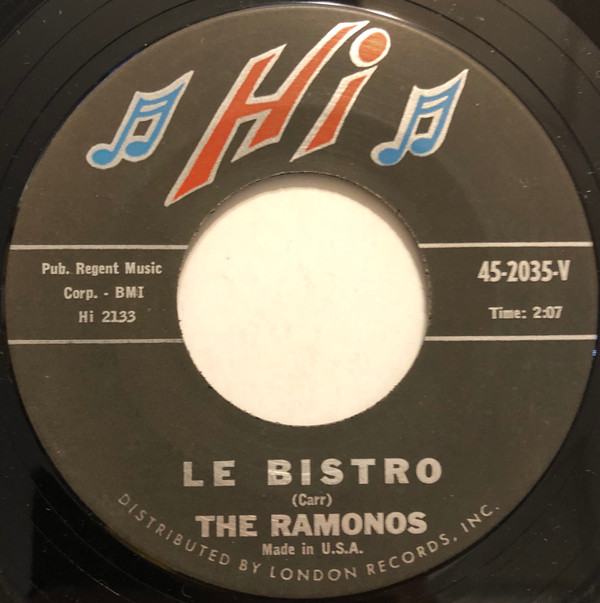 Hi
Pub. Regent Music
Corp. - BMI
Hi 2133
45-2035-V
Time: 2:07
LE BISTRO
(Carr)
THE RAMONOS
Made in U.S.A.
DISTRIBUTED BY LONDON RECORDS, INC.